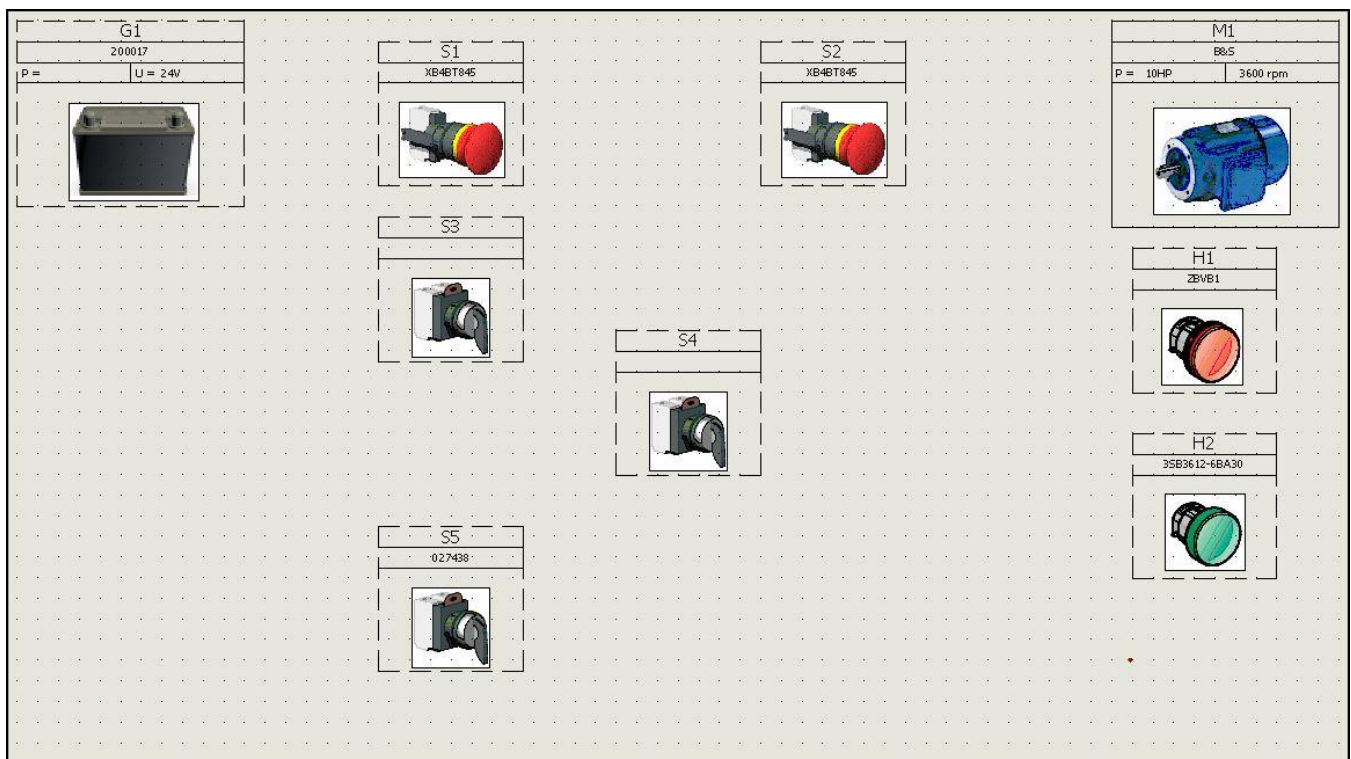 G1
200017
P =
U = 24V
S1
XB4BT845
S2
XB4BT845
M1
B&S
P = 10HP
3600 rpm
S3
H1
ZBVB1
S4
H2
3SB3612-6BA30
S5
027438